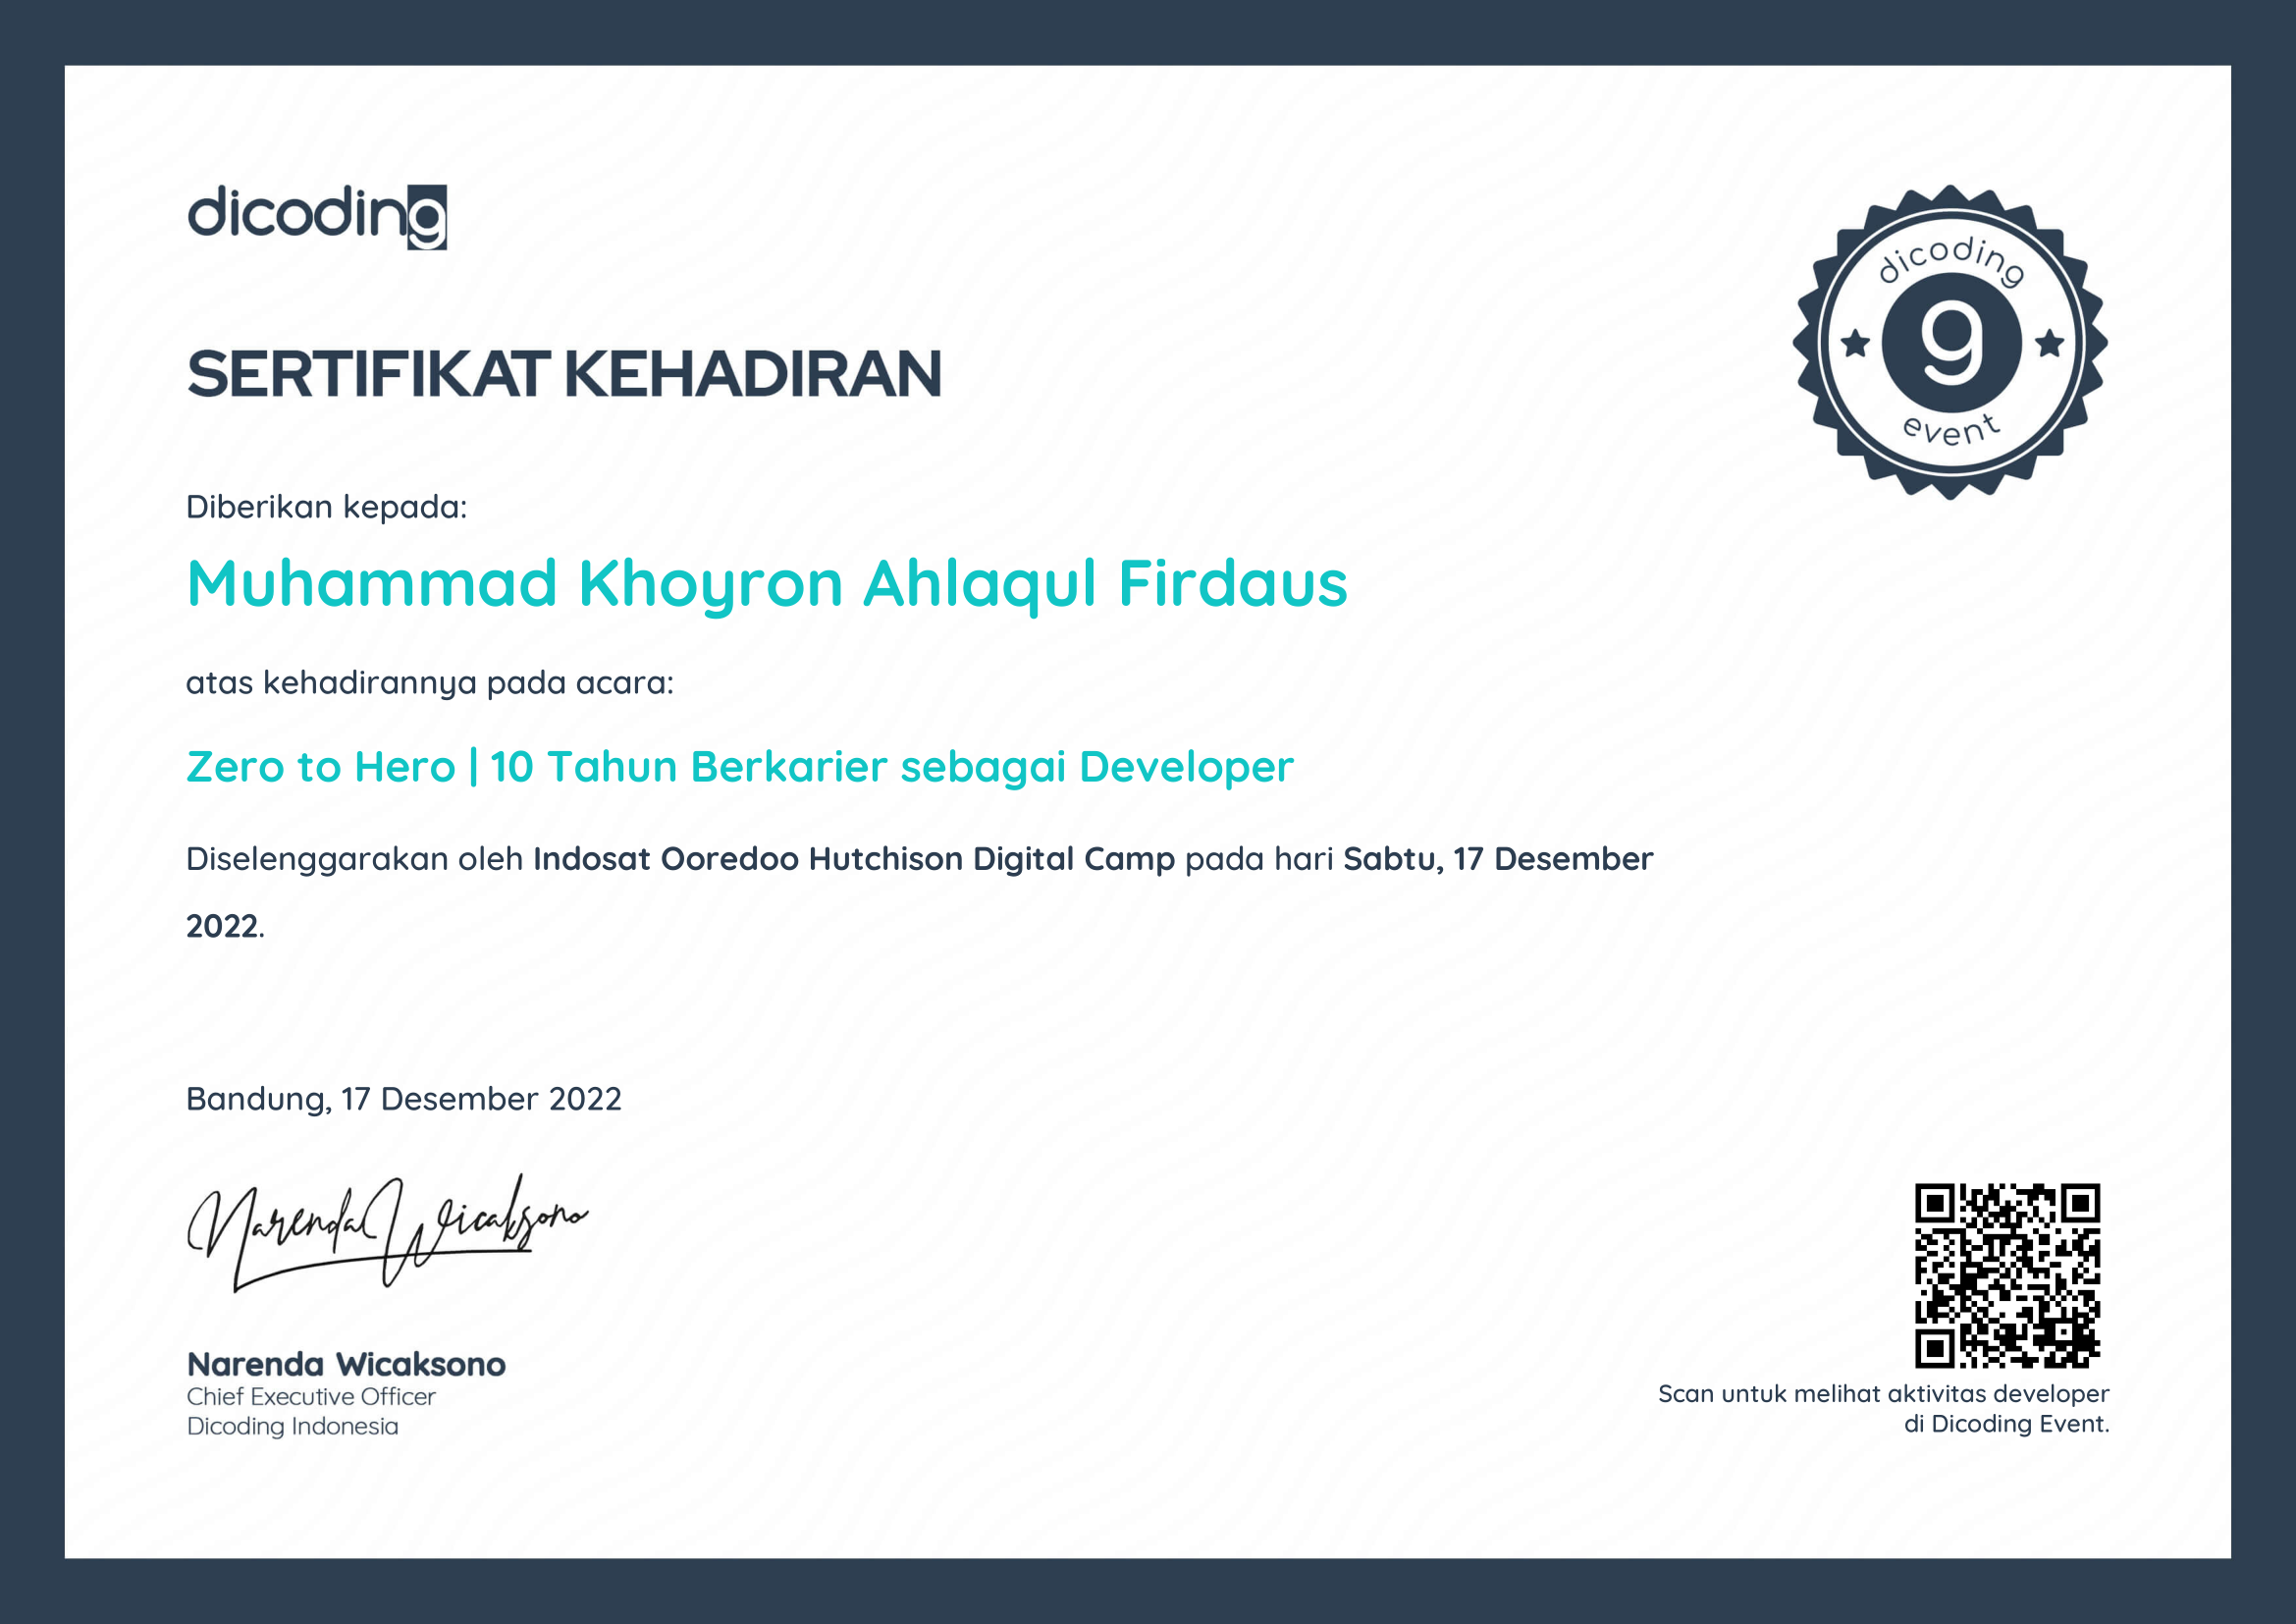 dicoding
SERTIFIKAT KEHADIRAN
dicoding
g
event
Diberikan kepada:
Muhammad Khoyron Ahlaqul Firdaus
atas kehadirannya pada acara:
Zero to Hero | 10 Tahun Berkarier sebagai Developer
Diselenggarakan oleh Indosat Ooredoo Hutchison Digital Camp pada hari Sabtu, 17 Desember
2022.
Bandung, 17 Desember 2022
Narenda Wicaksono
Narenda Wicaksono
Chief Executive Officer
Dicoding Indonesia
Scan untuk melihat aktivitas developer
di Dicoding Event.